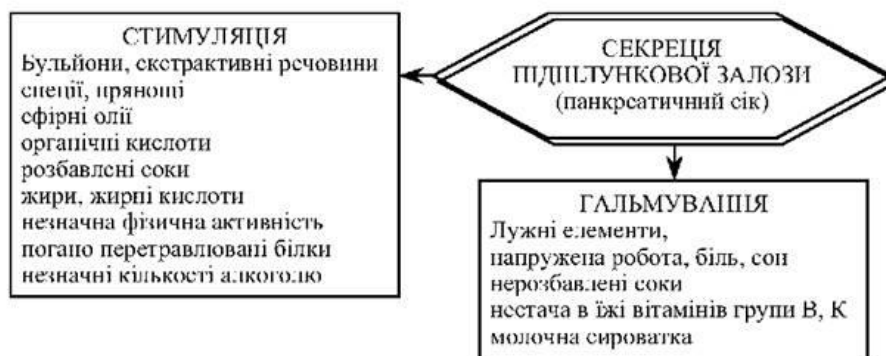 СТИМУЛЯЦІЯ
Бульйони, екстрактивні речовини
спеції, прянощі
ефірні олії
органічні кислоти
розбавлені соки
жири, жирні кислоти
незначна фізична активність
погано перетравлювані білки
незначні кількості алкоголю
СЕКРЕЦІЯ
ПІДШЛУНКОВОЇ ЗАЛОЗИ
(панкреатичний сік)
ГАЛЬМУВАННЯ
Лужні елементи,
напружена робота, біль, сон
нерозбавлені соки
нестача в їжі вітамінів групи В, К
молочна сироватка